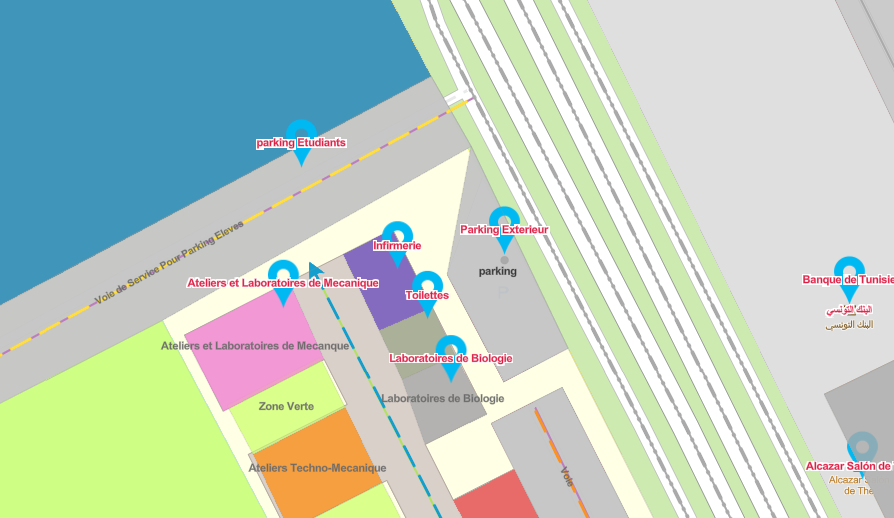 parking Etudiants
Voie de Service Pour Parking Eleves
Parking Exterieur
Infirmerie
parking
P
Ateliers et Laboratoires de Mecanique
Banque de Tunisie
Toilettes
البنك التونسي
البنك التونسي
Ateliers et Laboratoires de Mecanque
Laboratoires de Biologie
Laboratoires de Biologie
Zone Verte
Ateliers Techno-Mecanique
Voie
Alcazar Salón de
Alcazar
de Thé